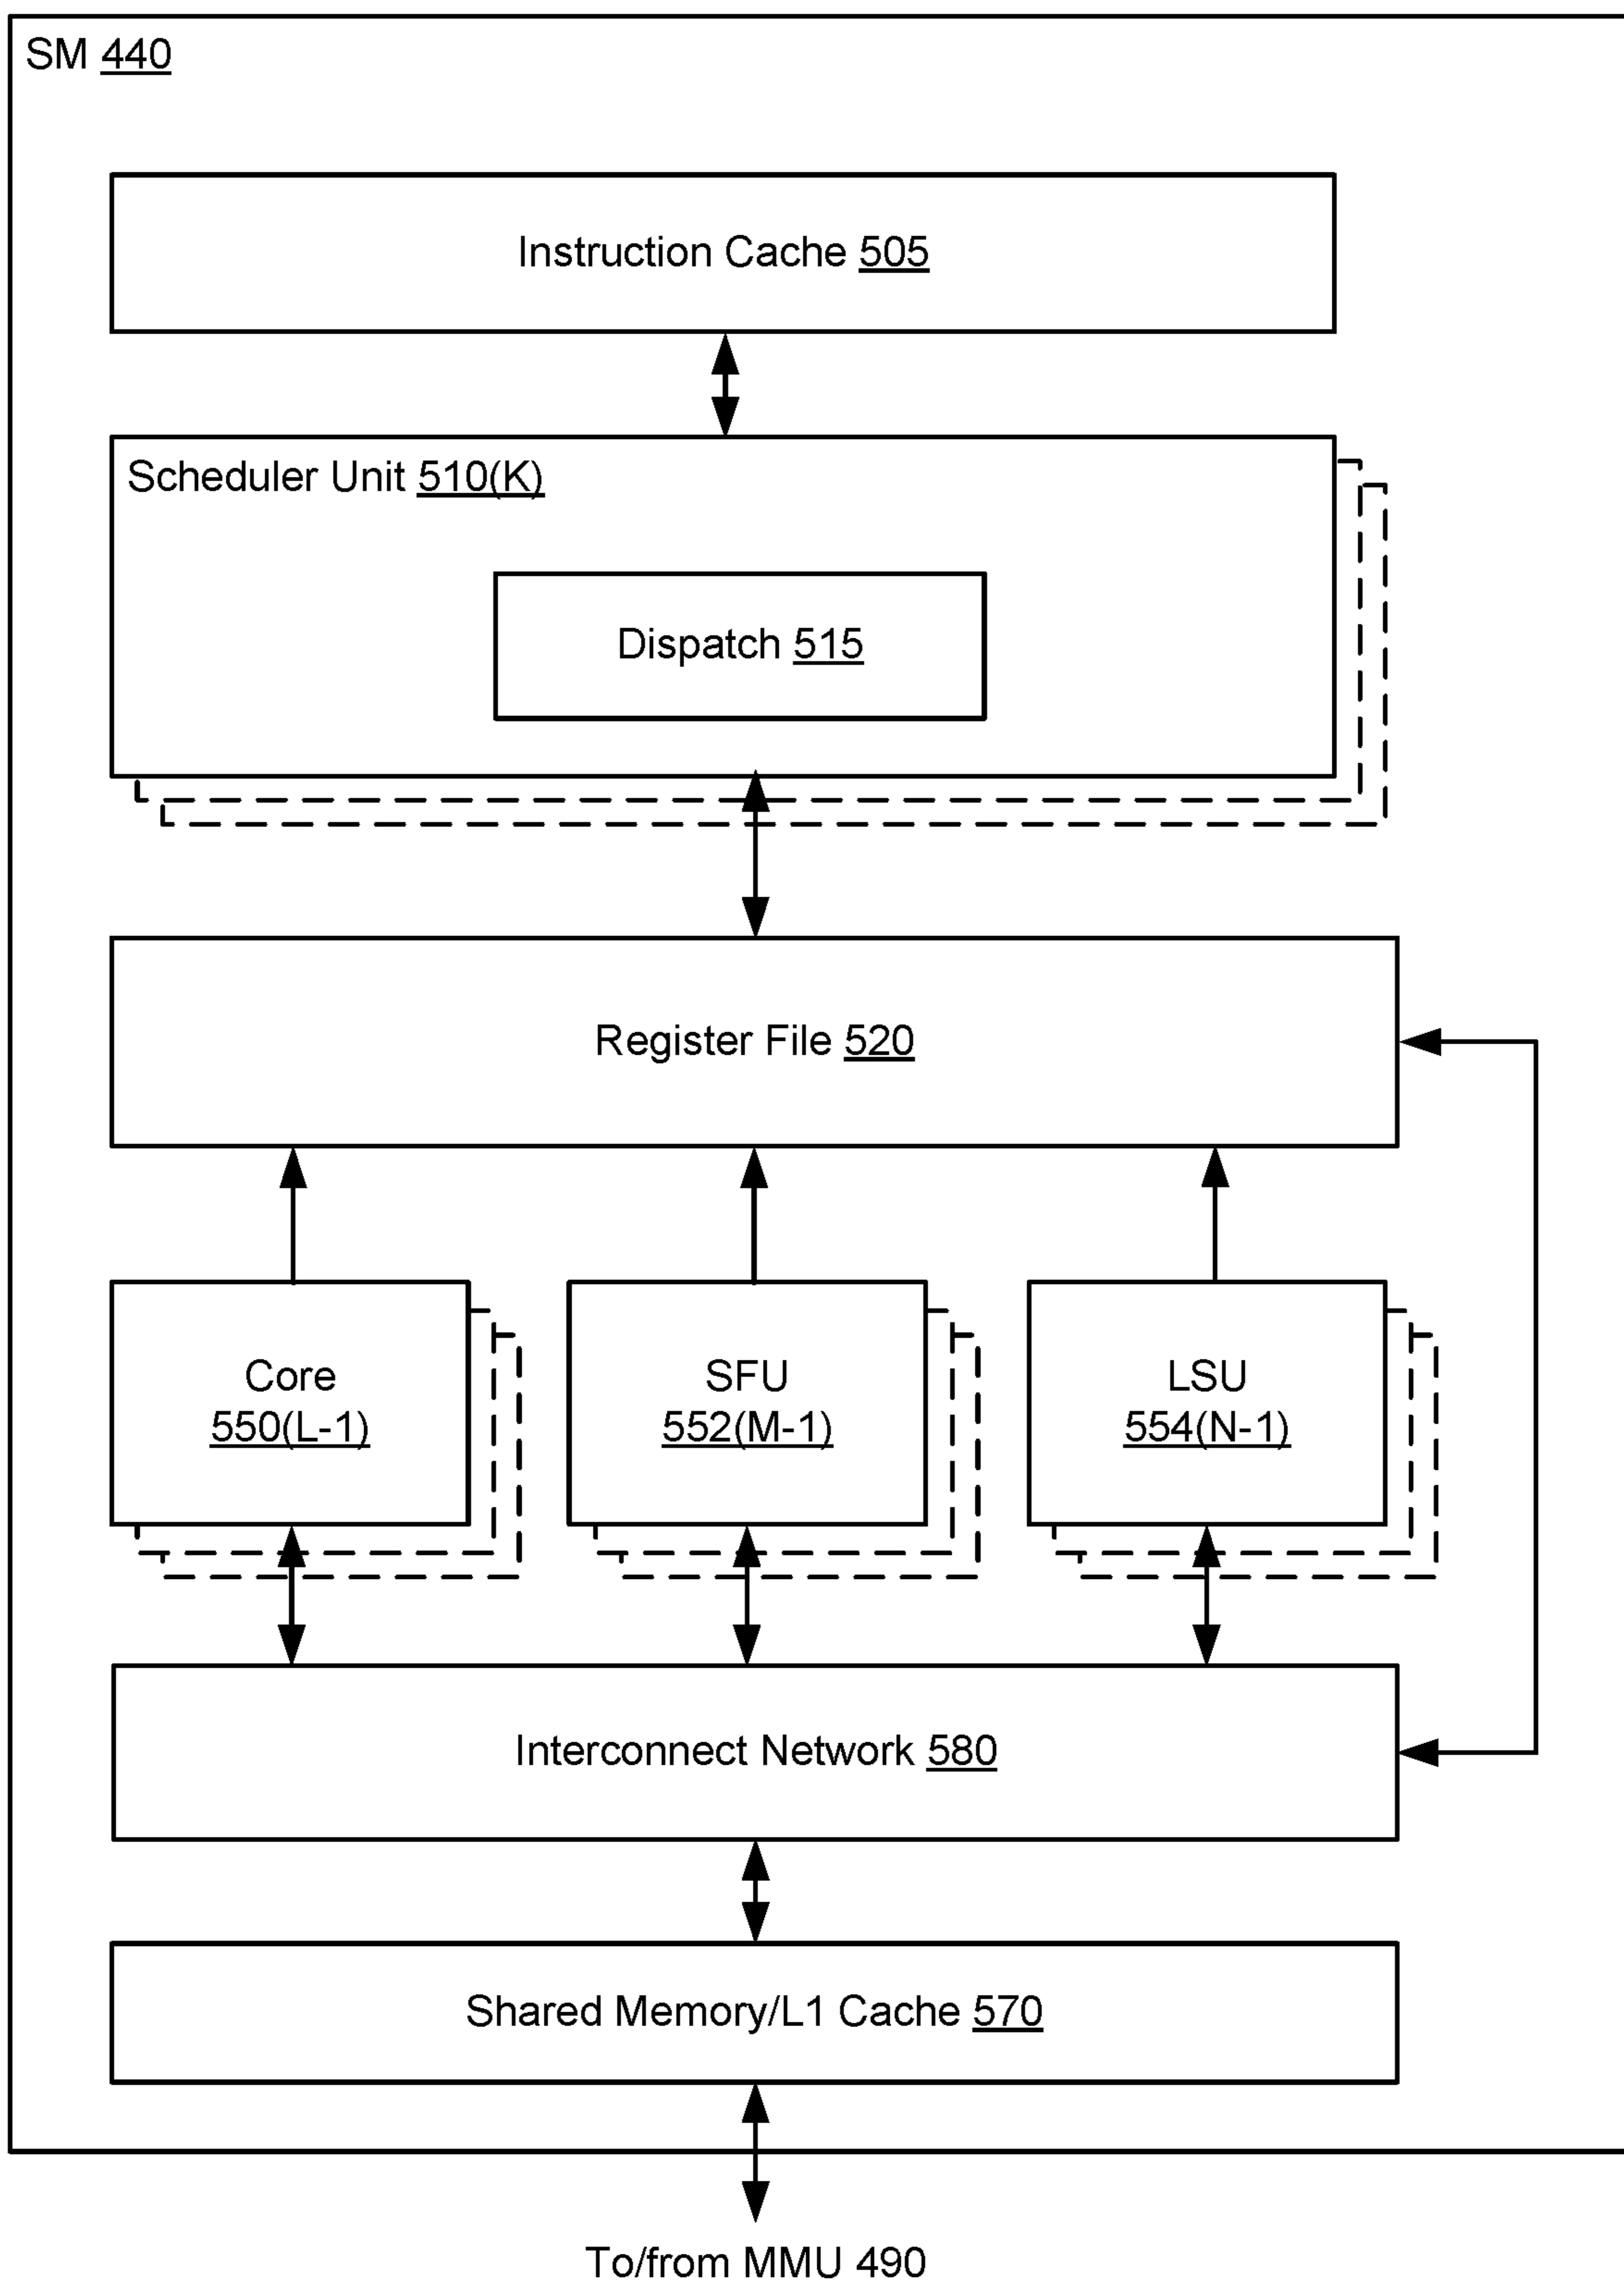 SM 440
Instruction Cache 505
Scheduler Unit 510(K)
Dispatch 515
Register File 520
Core
550(L-1)
SFU
552(M-1)
LSU
554(N-1)
Interconnect Network 580
Shared Memory/L1 Cache 570
To/from MMU 490